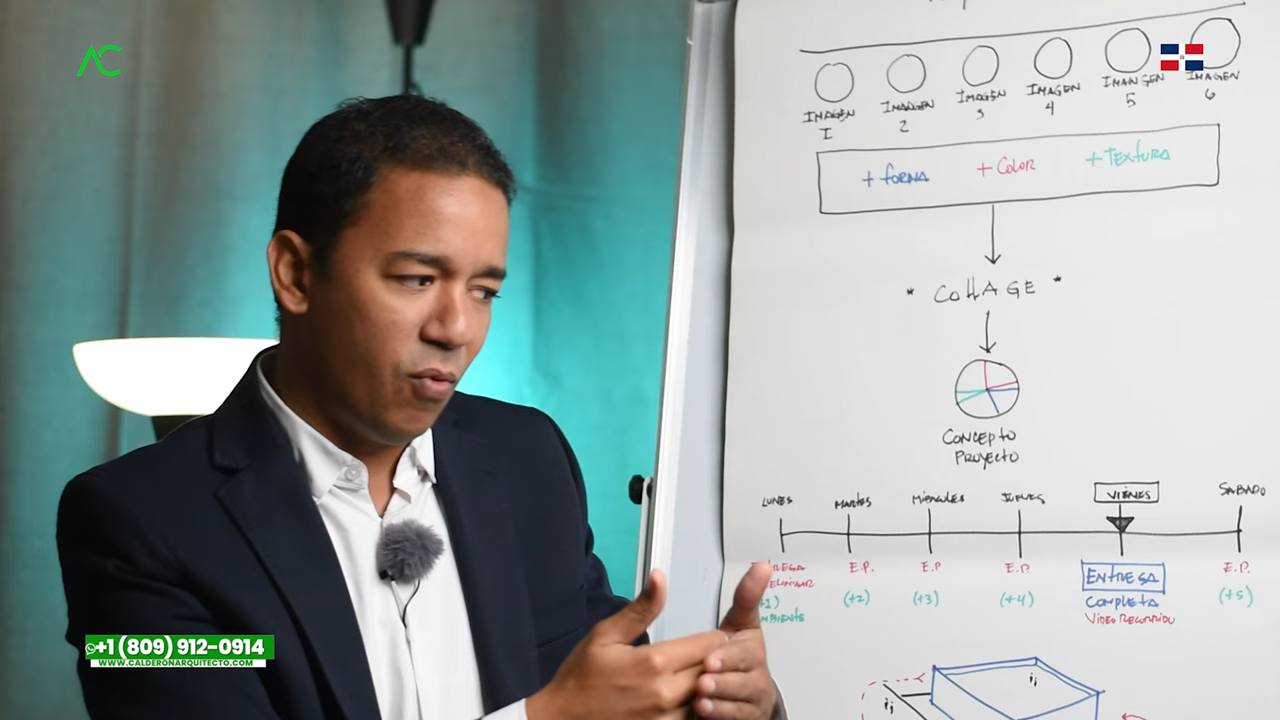 AC
IMAGEN IMANGEN IMAGEN IMAGEN IMANGEN IMAGEN
1 2 3 4 5 6
+ FORMA + COLOR + TEXTURA
* COLLAGE *
CONCEPTO
PROYECTO
LUNES MARTES MIERCOLES JUEVES VIERNES SABADO
E.P. E.P E.P. ENTREGA E.P.
(+2) (+3) (+4) COMPLETA (+5)
VIDEO RECORRIDO
i,
i,
+1 (809) 912-0914
WWW.CALDERONARQUITECTO.COM